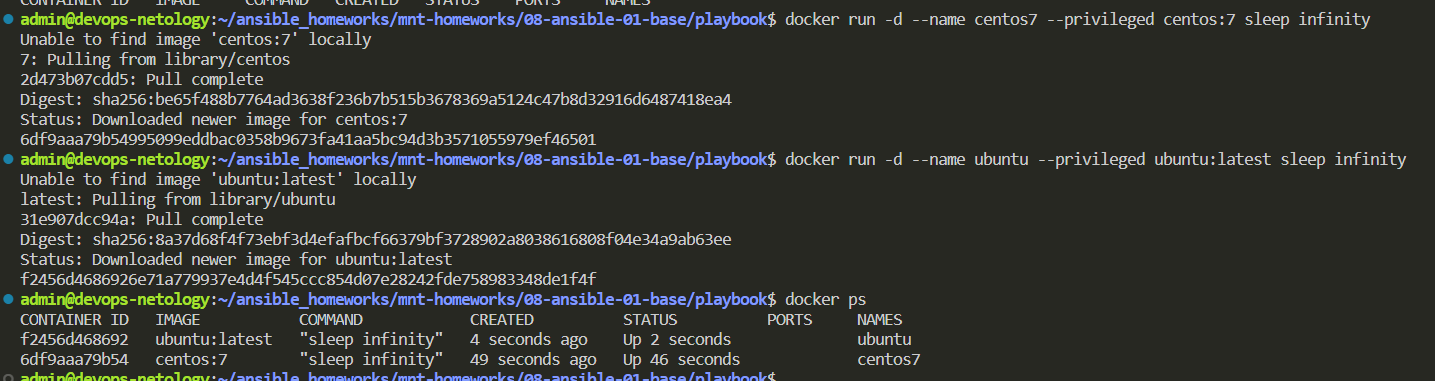 CONTAINER ID   IMAGE     COMMAND   CREATED   STATUS    PORTS     NAMES
admin@devops-netology:~/ansible_homeworks/mnt-homeworks/08-ansible-01-base/playbook$ docker run -d --name centos7 --privileged centos:7 sleep infinity
Unable to find image 'centos:7' locally
7: Pulling from library/centos
2d473b07cdd5: Pull complete
Digest: sha256:be65f488b7764ad3638f236b7b515b3678369a5124c47b8d32916d6487418ea4
Status: Downloaded newer image for centos:7
6df9aaa79b54995099eddbac0358b9673fa41aa5bc94d3b3571055979ef46501
admin@devops-netology:~/ansible_homeworks/mnt-homeworks/08-ansible-01-base/playbook$ docker run -d --name ubuntu --privileged ubuntu:latest sleep infinity
Unable to find image 'ubuntu:latest' locally
latest: Pulling from library/ubuntu
31e907dcc94a: Pull complete
Digest: sha256:8a37d68f4f73ebf3d4efafbcf66379bf3728902a8038616808f04e34a9ab63ee
Status: Downloaded newer image for ubuntu:latest
f2456d4686926e71a779937e4d4f545ccc854d07e28242fde758983348de1f4f
admin@devops-netology:~/ansible_homeworks/mnt-homeworks/08-ansible-01-base/playbook$ docker ps
CONTAINER ID   IMAGE           COMMAND            CREATED          STATUS          PORTS     NAMES
f2456d468692   ubuntu:latest   "sleep infinity"   4 seconds ago    Up 2 seconds              ubuntu
6df9aaa79b54   centos:7        "sleep infinity"   49 seconds ago   Up 46 seconds             centos7
admin@devops-netology:~/ansible_homeworks/mnt-homeworks/08-ansible-01-base/playbook$